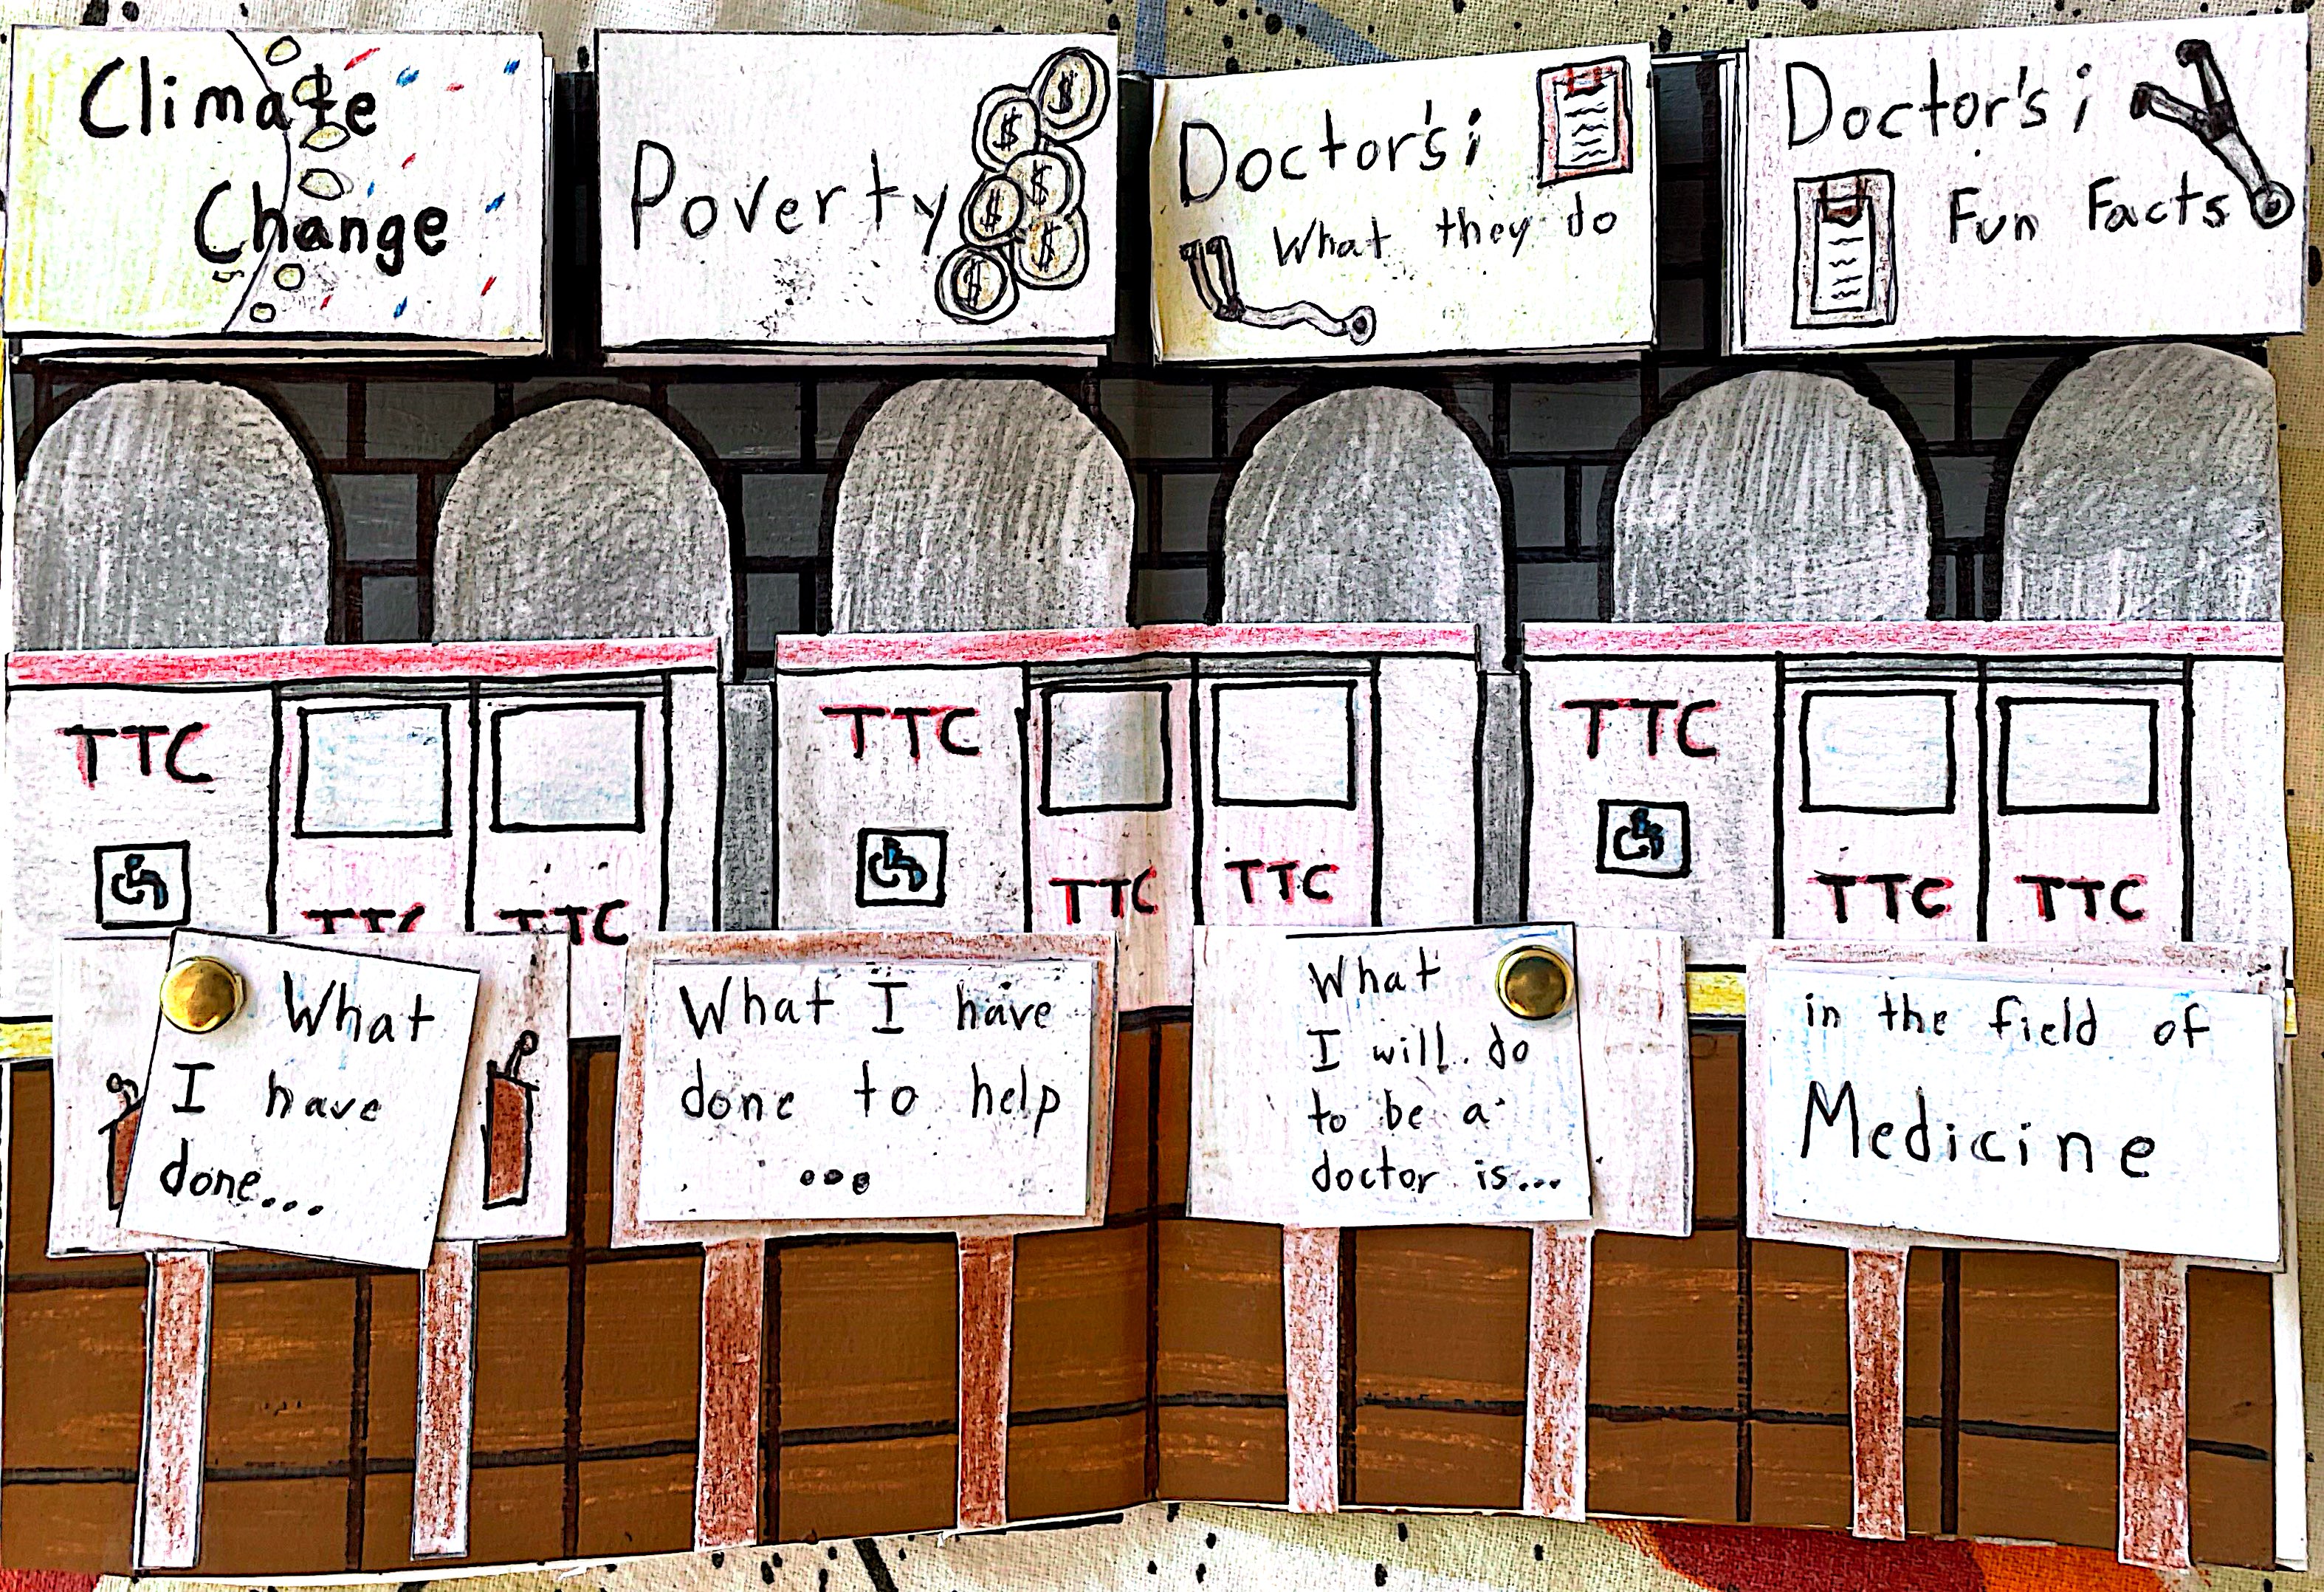 Climate
Change
Poverty
$
$
$
$
$
$
Doctor's i
What they do
Doctor's i
Fun Facts
TTC
TTC
TTC
TTC
TTC
TTC
TTC
TTC
TTC
What
I have
done...
What I have
done to help
...
What
I will do
to be a
doctor is...
in the field of
Medicine